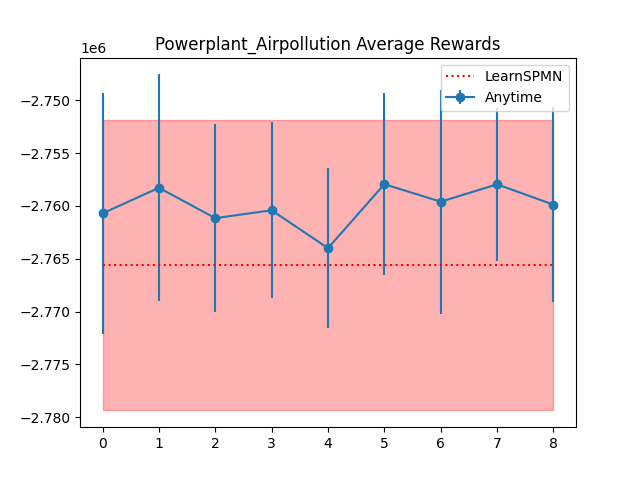 Powerplant_Airpollution Average Rewards
1e6
LearnSPMN
Anytime
−2.750
−2.755
−2.760
−2.765
−2.770
−2.775
−2.780
0 1 2 3 4 5 6 7 8